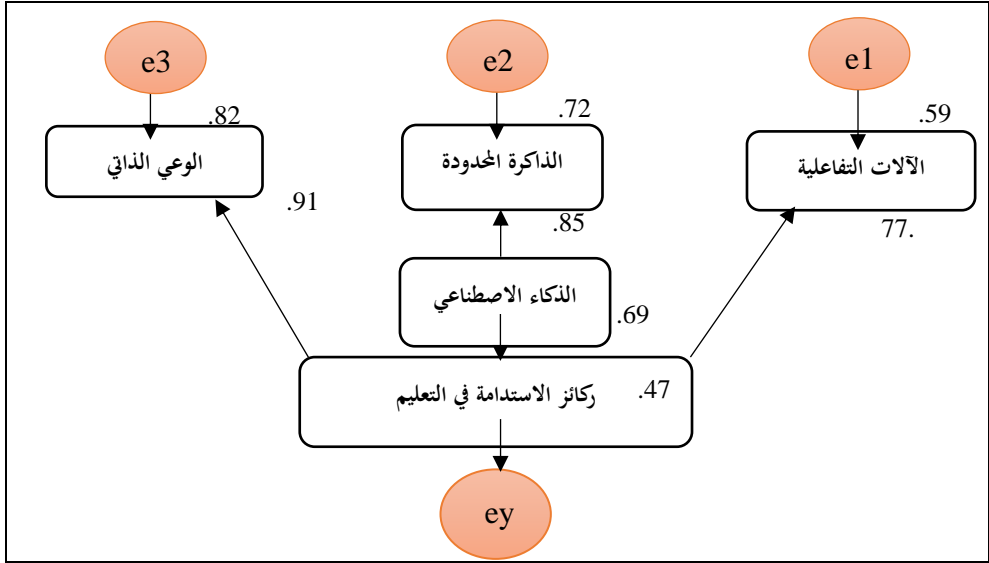 e3
e2
e1
.82
.72
.59
الوعي الذاتي
الذاكرة المحدودة
الآلات التفاعلية
.91
.85
77.
الذكاء الاصطناعي
.69
ركائز الاستدامة في التعليم
.47
ey